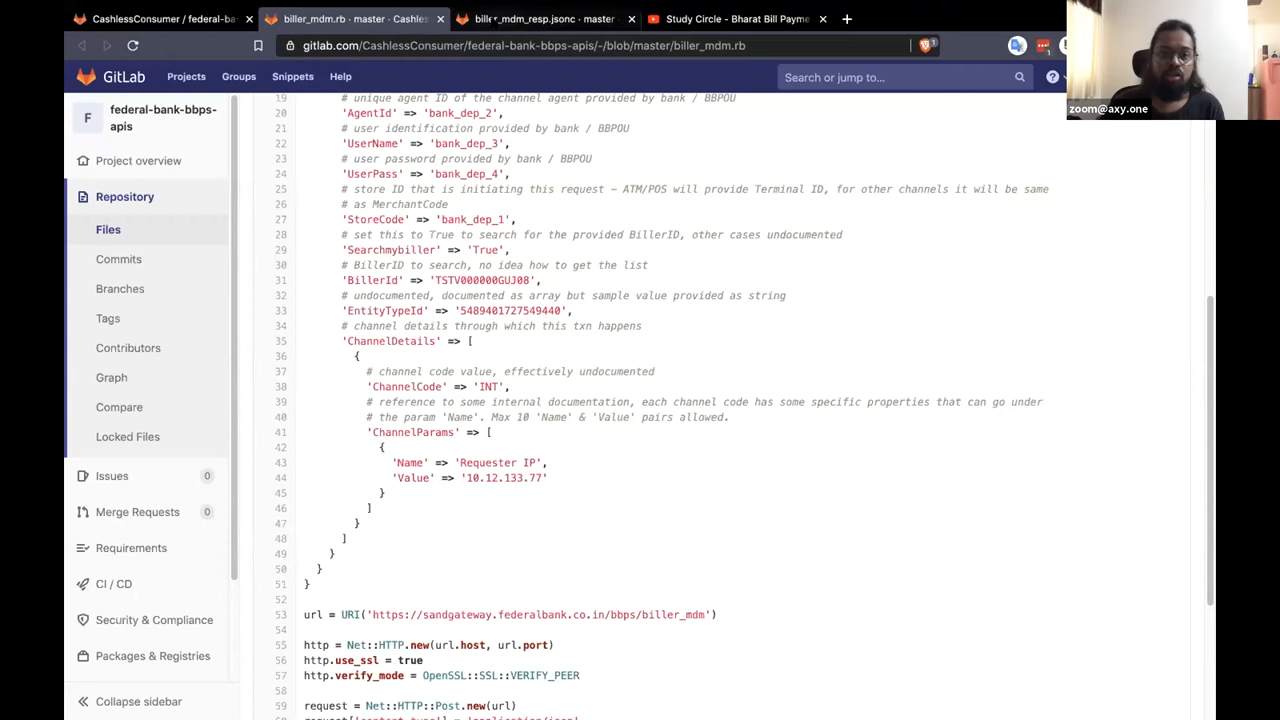 CashlessConsumer / federal-ba
biller_mdm.rb · master · Cashles
biller_mdm_resp.jsonc · master
Study Circle - Bharat Bill Payme
gitlab.com/CashlessConsumer/federal-bank-bbps-apis/-/blob/master/biller_mdm.rb
1
GitLab
Projects
Groups
Snippets
Help
Search or jump to...
zoom@axy.one
F
federal-bank-bbps-
apis
Project overview
Repository
Files
Commits
Branches
Tags
Contributors
Graph
Compare
Locked Files
Issues 0
Merge Requests 0
Requirements
CI / CD
Security & Compliance
Packages & Registries
Collapse sidebar
19 # unique agent ID of the channel agent provided by bank / BBPOU
20 'AgentId' => 'bank_dep_2',
21 # user identification provided by bank / BBPOU
22 'UserName' => 'bank_dep_3',
23 # user password provided by bank / BBPOU
24 'UserPass' => 'bank_dep_4',
25 # store ID that is initiating this request – ATM/POS will provide Terminal ID, for other channels it will be same
26 # as MerchantCode
27 'StoreCode' => 'bank_dep_1',
28 # set this to True to search for the provided BillerID, other cases undocumented
29 'Searchmybiller' => 'True',
30 # BillerID to search, no idea how to get the list
31 'BillerId' => 'TSTV000000GUJ08',
32 # undocumented, documented as array but sample value provided as string
33 'EntityTypeId' => '5489401727549440',
34 # channel details through which this txn happens
35 'ChannelDetails' => [
36 {
37 # channel code value, effectively undocumented
38 'ChannelCode' => 'INT',
39 # reference to some internal documentation, each channel code has some specific properties that can go under
40 # the param 'Name'. Max 10 'Name' & 'Value' pairs allowed.
41 'ChannelParams' => [
42 {
43 'Name' => 'Requester IP',
44 'Value' => '10.12.133.77'
45 }
46 ]
47 }
48 ]
49 }
50 }
51 }
52
53 url = URI('https://sandgateway.federalbank.co.in/bbps/biller_mdm')
54
55 http = Net::HTTP.new(url.host, url.port)
56 http.use_ssl = true
57 http.verify_mode = OpenSSL::SSL::VERIFY_PEER
58
59 request = Net::HTTP::Post.new(url)